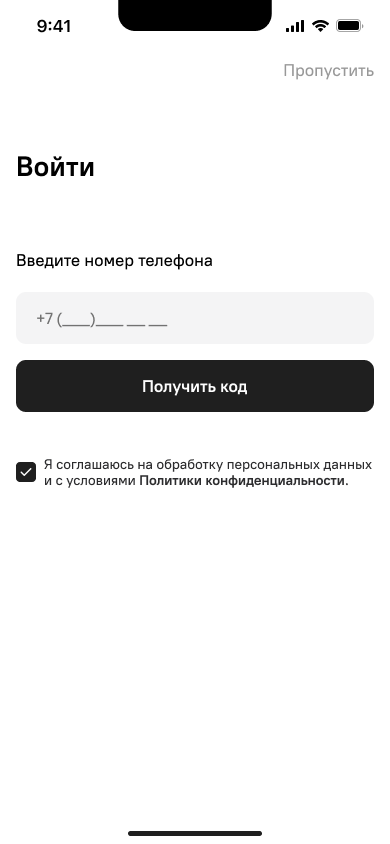 9:41
Пропустить
Войти
Введите номер телефона
+7 (___)___ __ __
Получить код
Я соглашаюсь на обработку персональных данных
и с условиями Политики конфиденциальности.